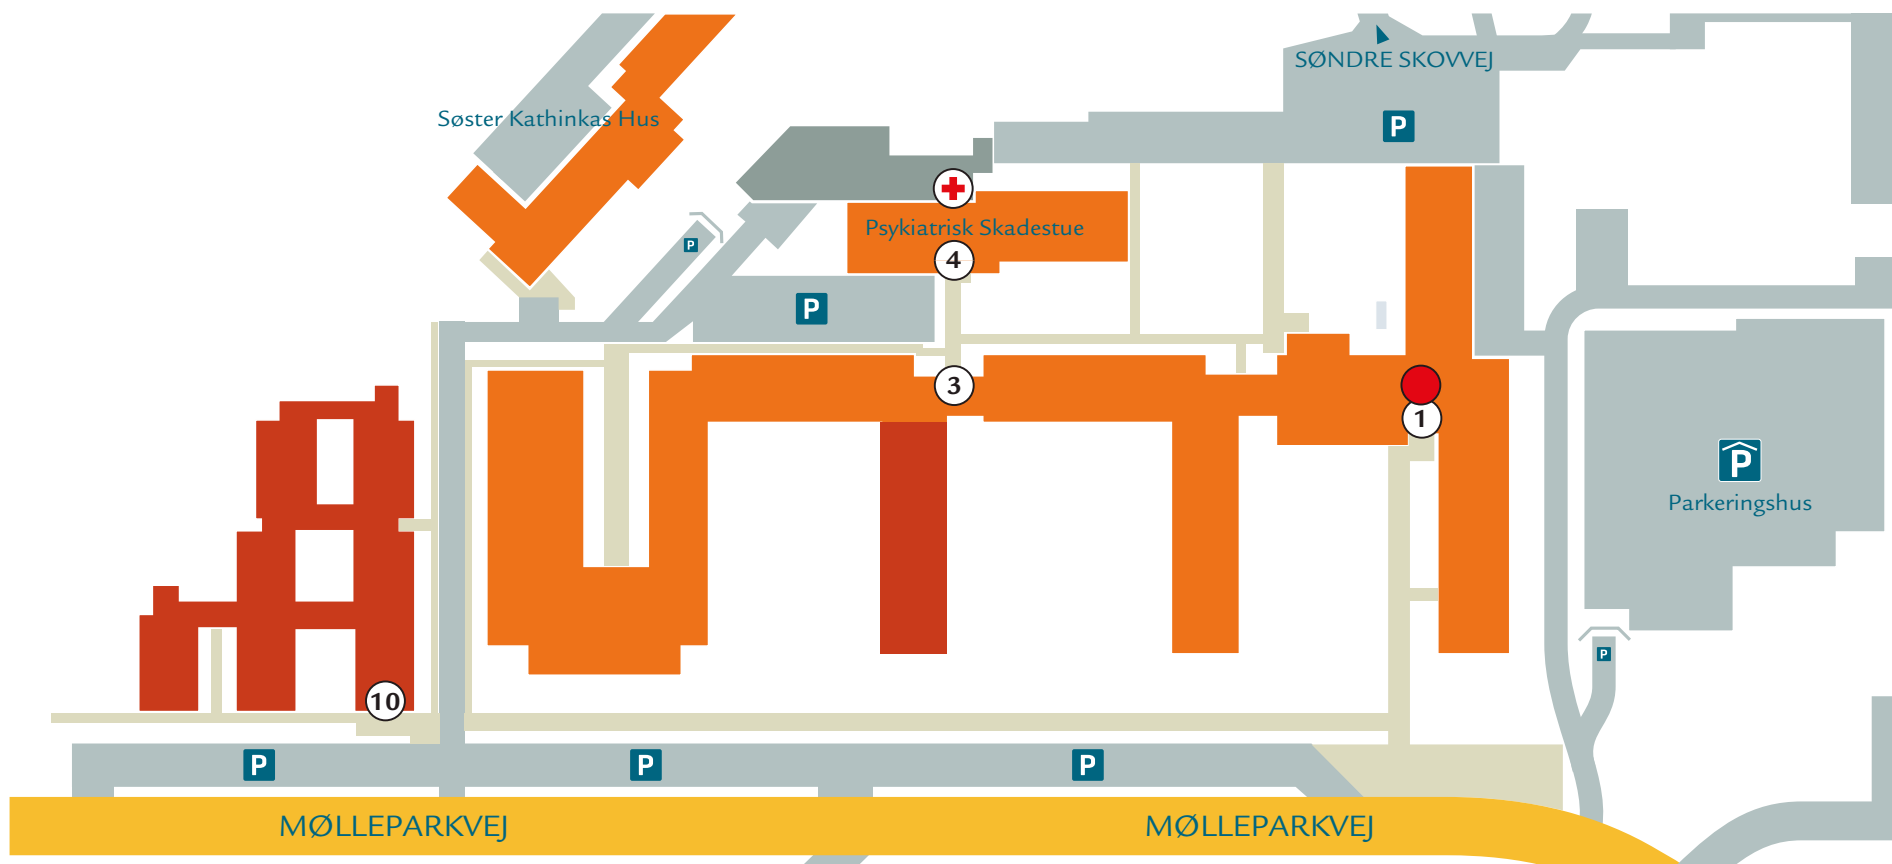 SØNDRE SKOVVEJ
Søster Kathinkas Hus
P
Psykiatrisk Skadestue
P
4
P
3
1
P
Parkeringshus
P
10
P
P
P
MØLLEPARKVEJ
MØLLEPARKVEJ